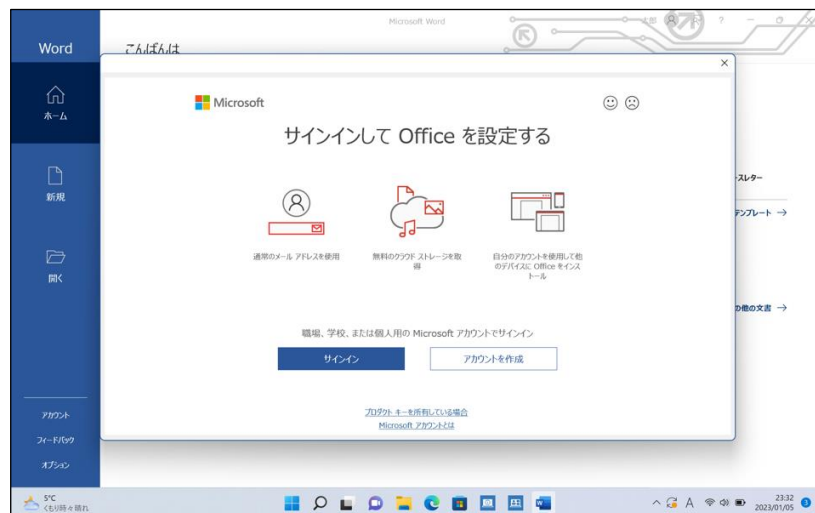 Microsoft Word
太郎
?
Word
こんばんは
ホーム
新規
開く
アカウント
フィードバック
オプション
Microsoft
サインインして Office を設定する
通常のメール アドレスを使用
無料のクラウド ストレージを取
得
自分のアカウントを使用して他
のデバイスに Office をインス
トール
職場、学校、または個人用の Microsoft アカウントでサインイン
サインイン
アカウントを作成
プロダクト キーを所有している場合
Microsoft アカウントとは
スレター
テンプレート →
の他の文書 →
5°C
くもり時々晴れ
A
23:32
2023/01/05
3